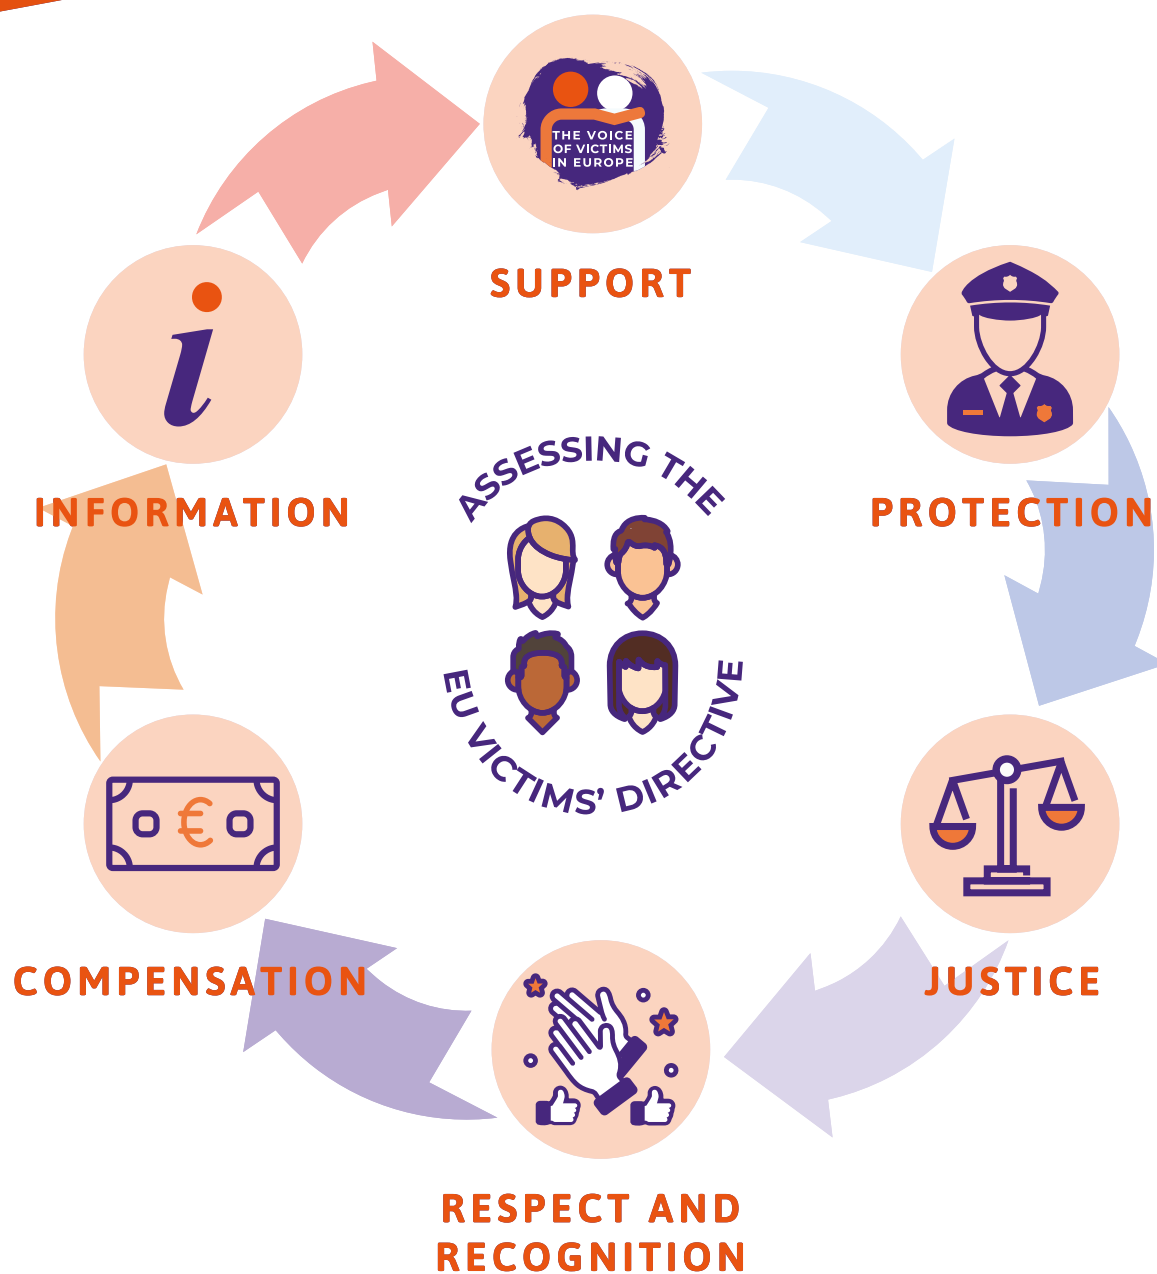 THE VOICE
OF VICTIMS
IN EUROPE
SUPPORT
INFORMATION
PROTECTION
ASSESSING THE
EU VICTIMS’ DIRECTIVE
€
COMPENSATION
JUSTICE
RESPECT AND
RECOGNITION